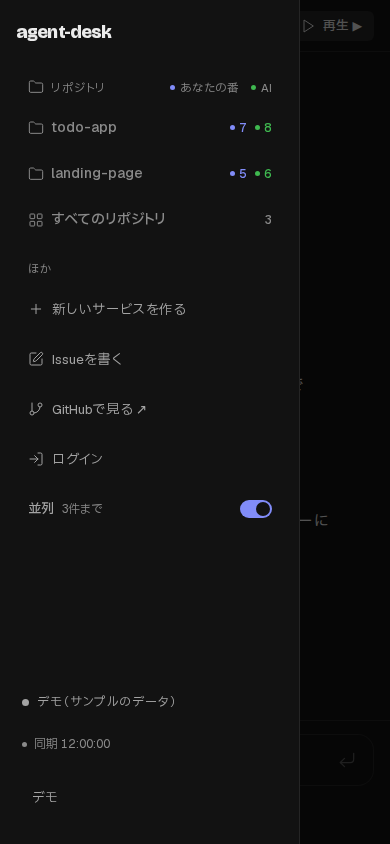 agent-desk
再生 ▶
リポジトリ あなたの番 AI
todo-app 7 8
landing-page 5 6
すべてのリポジトリ 3
ほか
新しいサービスを作る
Issueを書く
GitHubで見る ↗
ログイン
並列 3件まで
ーに
デモ(サンプルのデータ)
同期 12:00:00
デモ